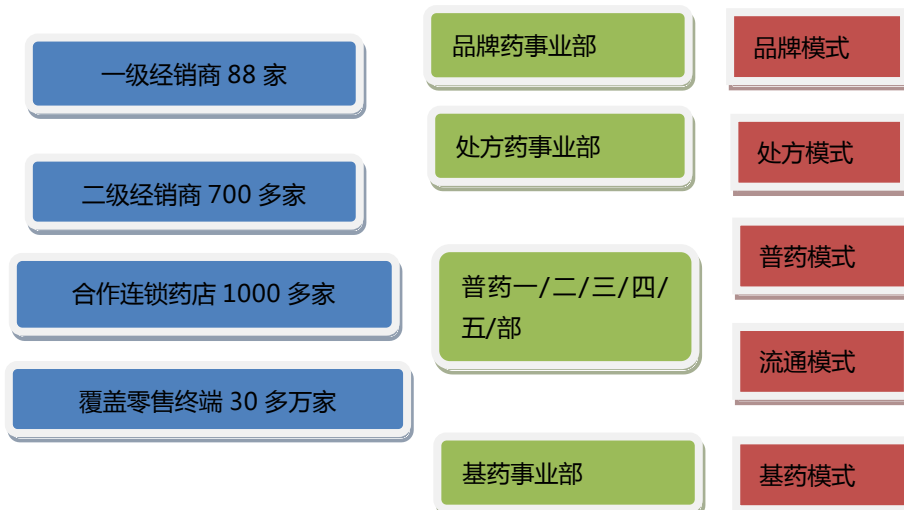 一级经销商 88 家
二级经销商 700 多家
合作连锁药店 1000 多家
覆盖零售终端 30 多万家
品牌药事业部
处方药事业部
普药一/二/三/四/
五/部
基药事业部
品牌模式
处方模式
普药模式
流通模式
基药模式